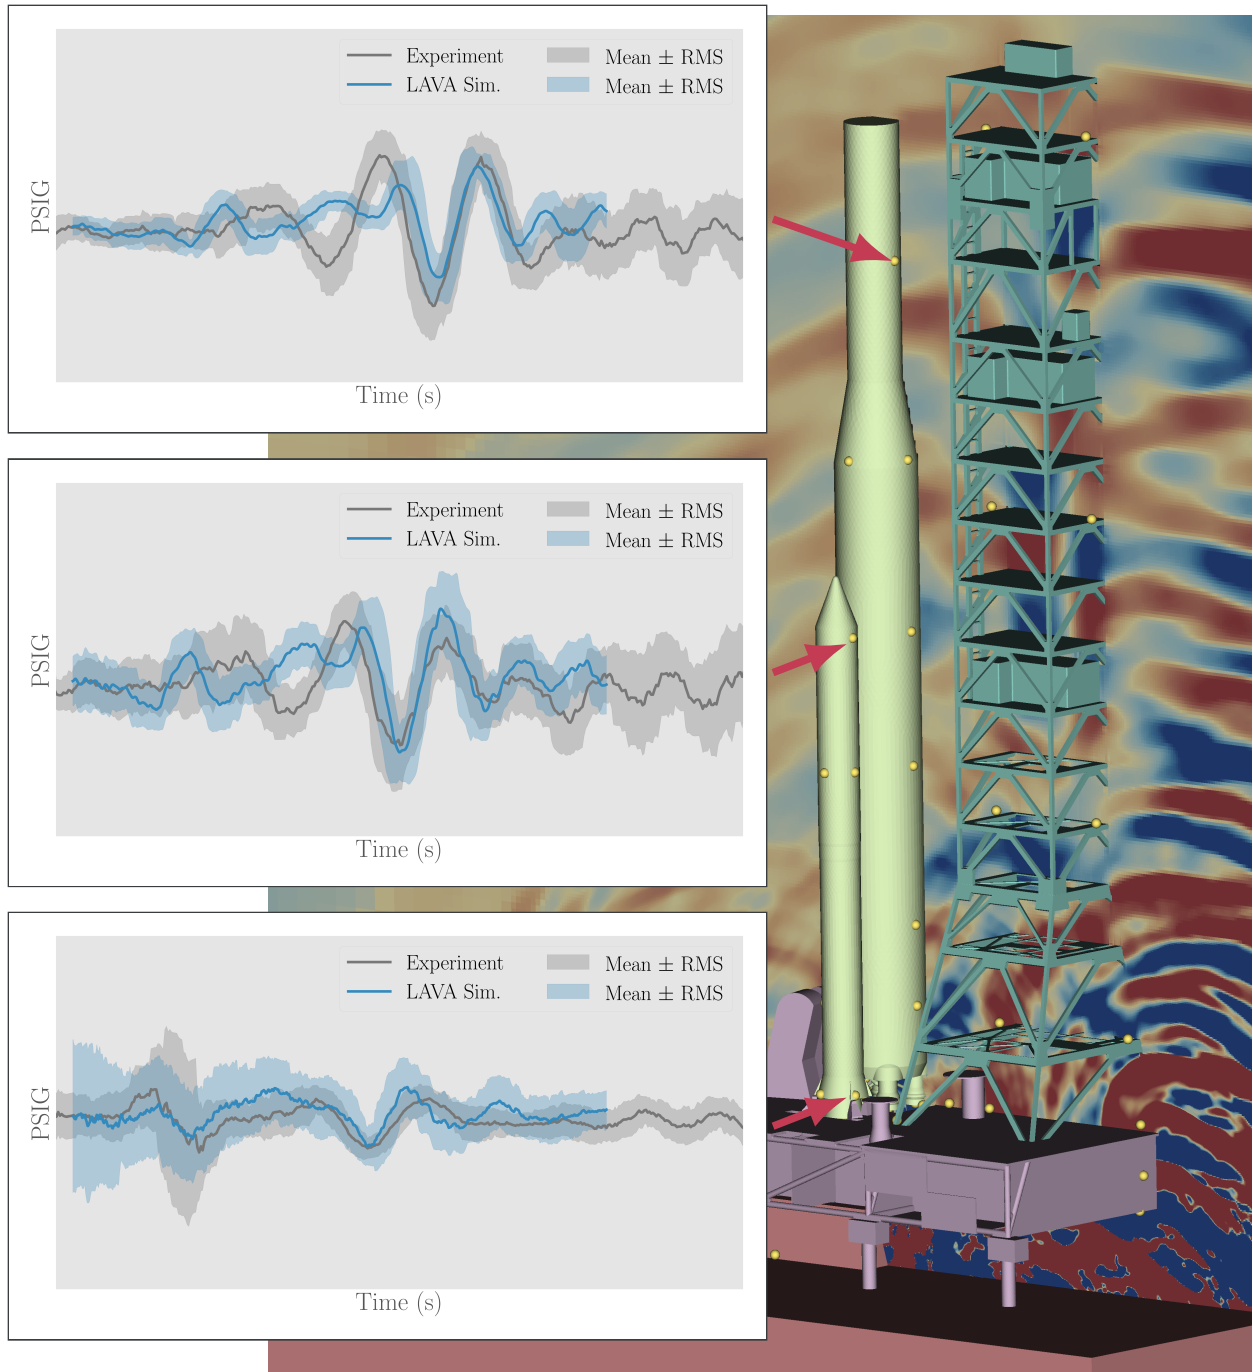 Experiment Mean ± RMS
LAVA Sim. Mean ± RMS
PSIG
Time (s)
Experiment Mean ± RMS
LAVA Sim. Mean ± RMS
PSIG
Time (s)
Experiment Mean ± RMS
LAVA Sim. Mean ± RMS
PSIG
Time (s)